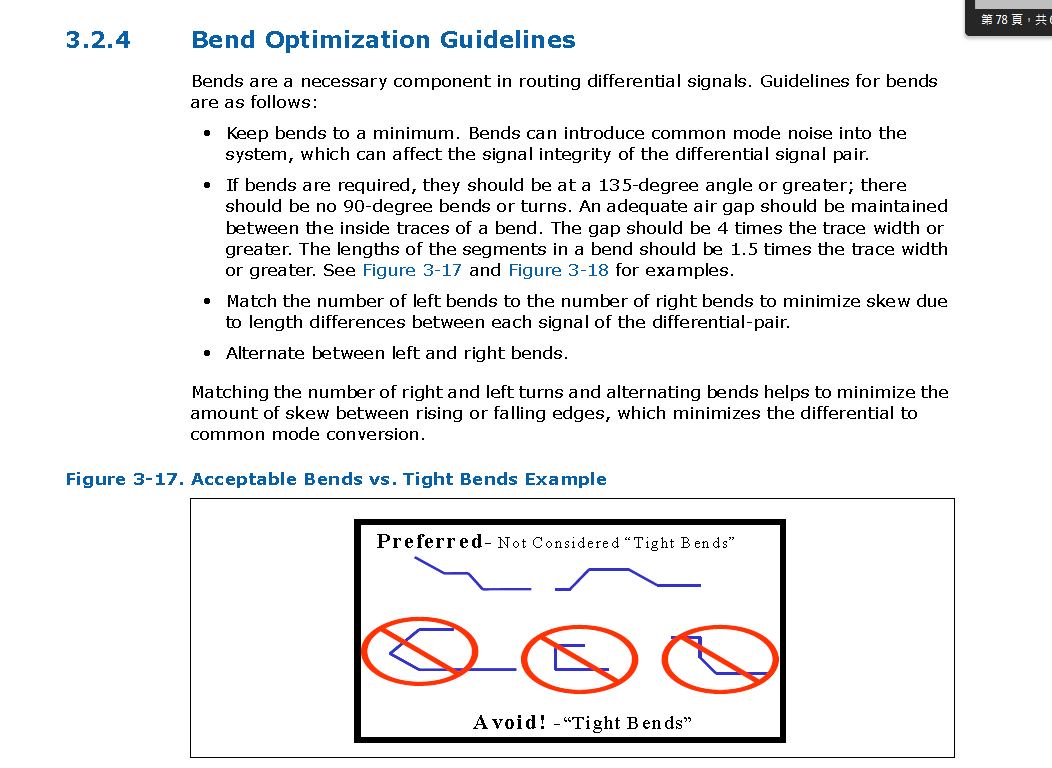 第 78 頁，共
3.2.4 Bend Optimization Guidelines
Bends are a necessary component in routing differential signals. Guidelines for bends
are as follows:
• Keep bends to a minimum. Bends can introduce common mode noise into the
system, which can affect the signal integrity of the differential signal pair.
• If bends are required, they should be at a 135-degree angle or greater; there
should be no 90-degree bends or turns. An adequate air gap should be maintained
between the inside traces of a bend. The gap should be 4 times the trace width or
greater. The lengths of the segments in a bend should be 1.5 times the trace width
or greater. See Figure 3-17 and Figure 3-18 for examples.
• Match the number of left bends to the number of right bends to minimize skew due
to length differences between each signal of the differential-pair.
• Alternate between left and right bends.
Matching the number of right and left turns and alternating bends helps to minimize the
amount of skew between rising or falling edges, which minimizes the differential to
common mode conversion.
Figure 3-17. Acceptable Bends vs. Tight Bends Example
Preferred- Not Considered “Tight Bends”
Avoid! -“Tight Bends”